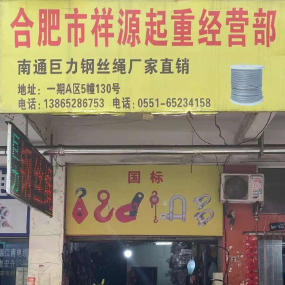 合肥市祥源起重经营部
南通巨力钢丝绳厂家直销
地址：一期A区5幢130号
电话：13865286753 电话：0551-65234158
国标